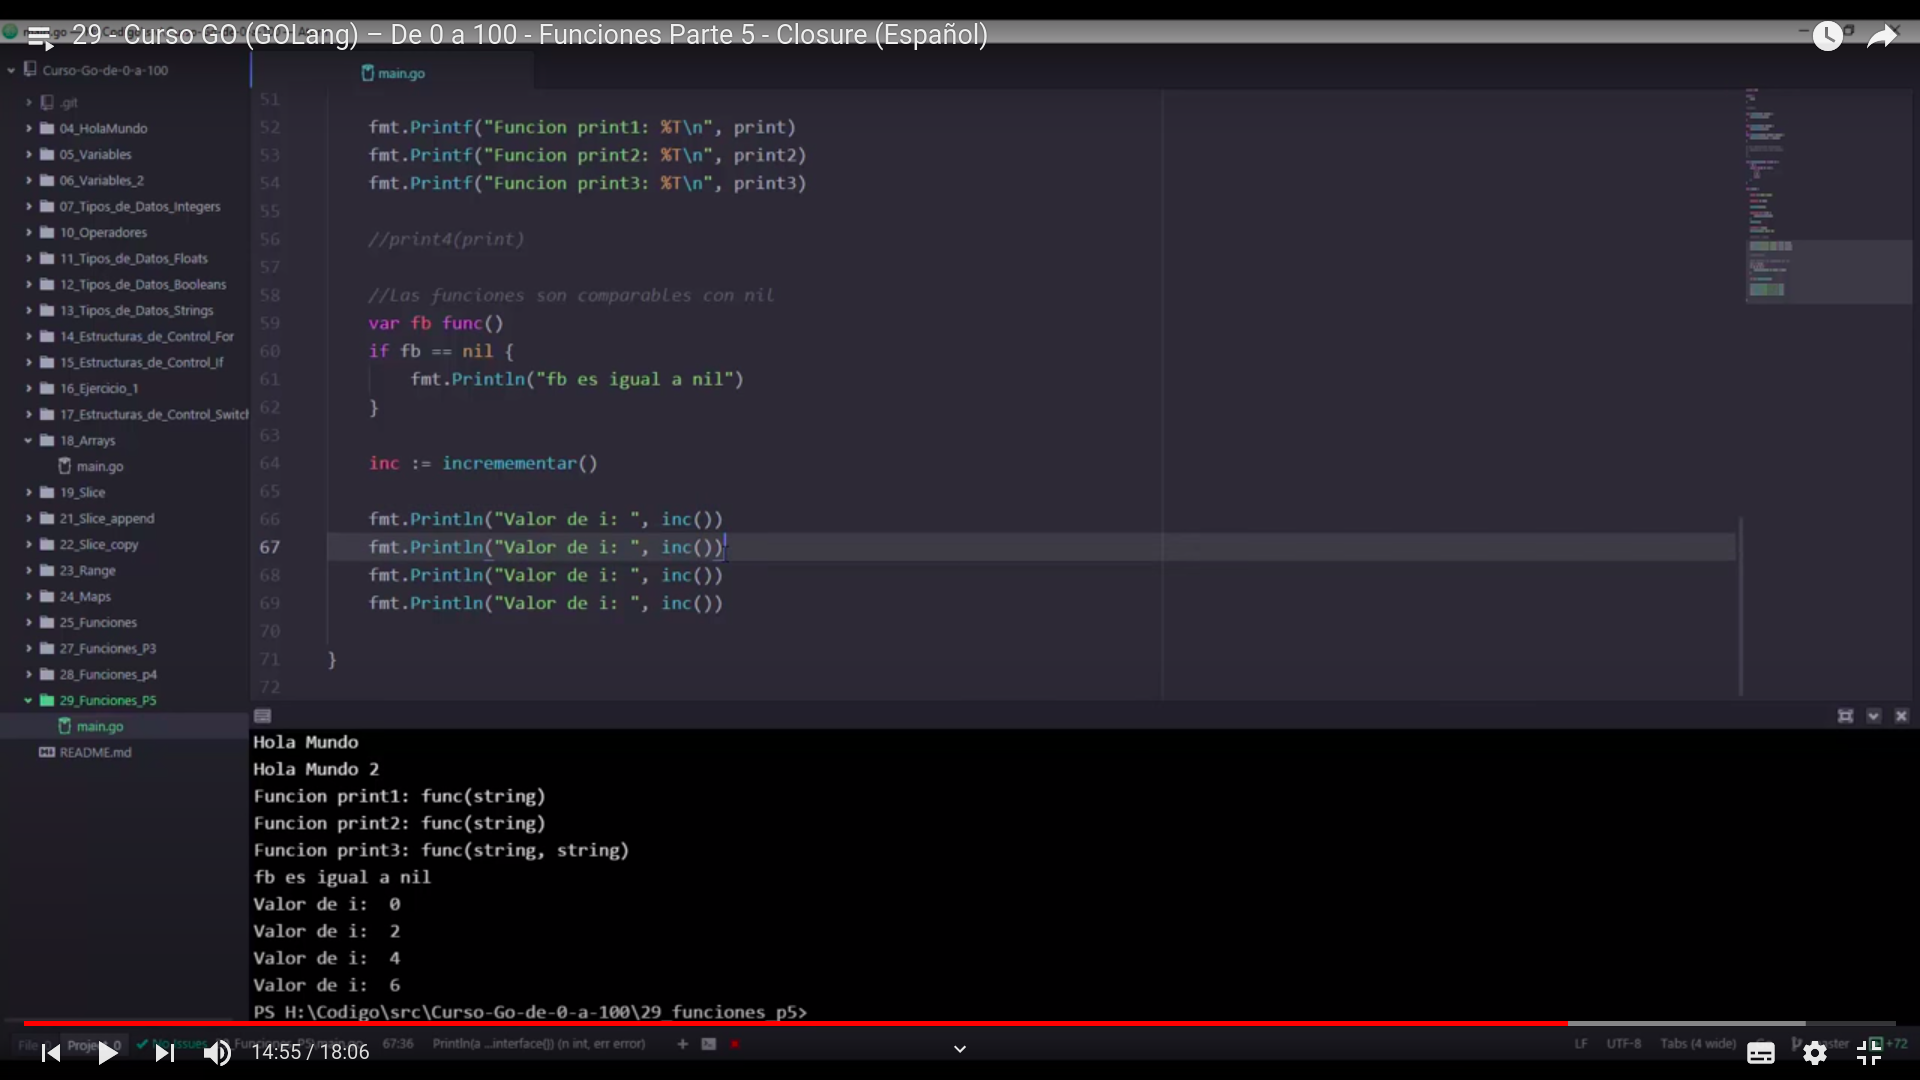 29 - Curso GO (GOLang) – De 0 a 100 - Funciones Parte 5 - Closure (Español)
Curso-Go-de-0-a-100
.git
04_HolaMundo
05_Variables
06_Variables_2
07_Tipos_de_Datos_Integers
10_Operadores
11_Tipos_de_Datos_Floats
12_Tipos_de_Datos_Booleans
13_Tipos_de_Datos_Strings
14_Estructuras_de_Control_For
15_Estructuras_de_Control_If
16_Ejercicio_1
17_Estructuras_de_Control_Switch
18_Arrays
main.go
19_Slice
21_Slice_append
22_Slice_copy
23_Range
24_Maps
25_Funciones
27_Funciones_P3
28_Funciones_p4
29_Funciones_P5
main.go
README.md
main.go
51
52 fmt.Printf("Funcion print1: %T\n", print)
53 fmt.Printf("Funcion print2: %T\n", print2)
54 fmt.Printf("Funcion print3: %T\n", print3)
55
56 //print4(print)
57
58 //Las funciones son comparables con nil
59 var fb func()
60 if fb == nil {
61 fmt.Println("fb es igual a nil")
62 }
63
64 inc := incremementar()
65
66 fmt.Println("Valor de i: ", inc())
67 fmt.Println("Valor de i: ", inc())
68 fmt.Println("Valor de i: ", inc())
69 fmt.Println("Valor de i: ", inc())
70
71 }
72
Hola Mundo
Hola Mundo 2
Funcion print1: func(string)
Funcion print2: func(string)
Funcion print3: func(string, string)
fb es igual a nil
Valor de i:  0
Valor de i:  2
Valor de i:  4
Valor de i:  6
PS H:\Codigo\src\Curso-Go-de-0-a-100\29_funciones_p5>
File Project 0 No Issues 67:36 Println(a ...interface{}) (n int, err error) LF UTF-8 Tabs (4 wide) +72
14:55 / 18:06